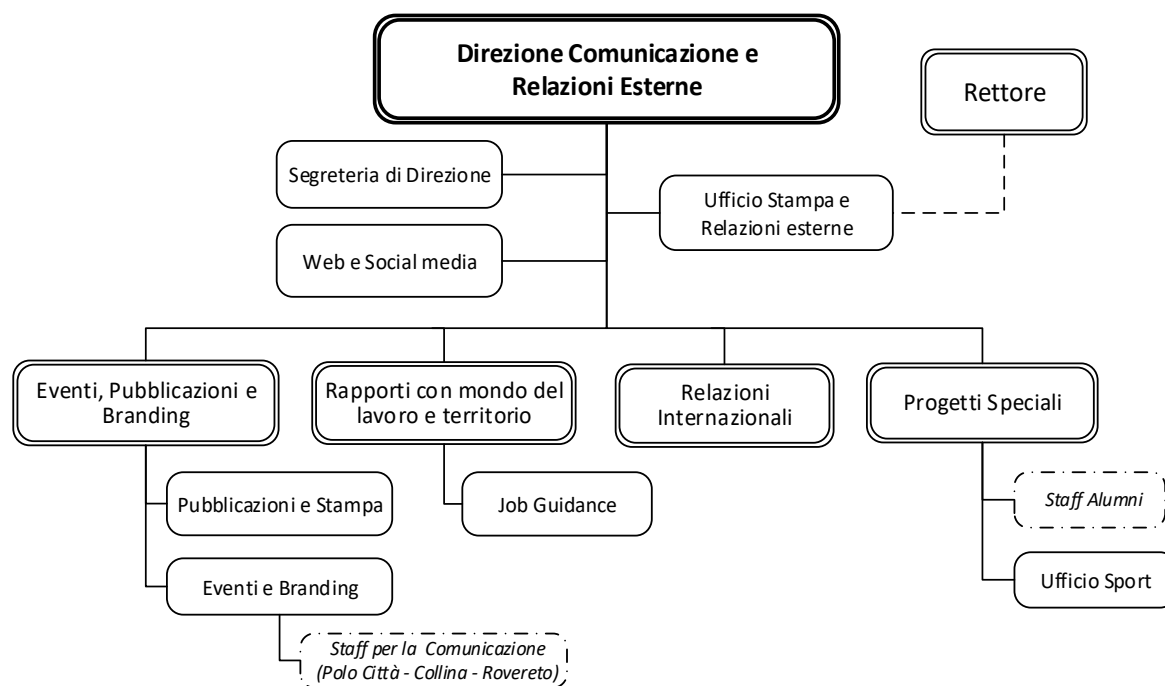 Direzione Comunicazione e
Relazioni Esterne
Rettore
Segreteria di Direzione
Ufficio Stampa e
Relazioni esterne
Web e Social media
Eventi, Pubblicazioni e
Branding
Rapporti con mondo del
lavoro e territorio
Relazioni
Internazionali
Progetti Speciali
Pubblicazioni e Stampa
Job Guidance
Staff Alumni
Eventi e Branding
Ufficio Sport
Staff per la Comunicazione
(Polo Città - Collina - Rovereto)